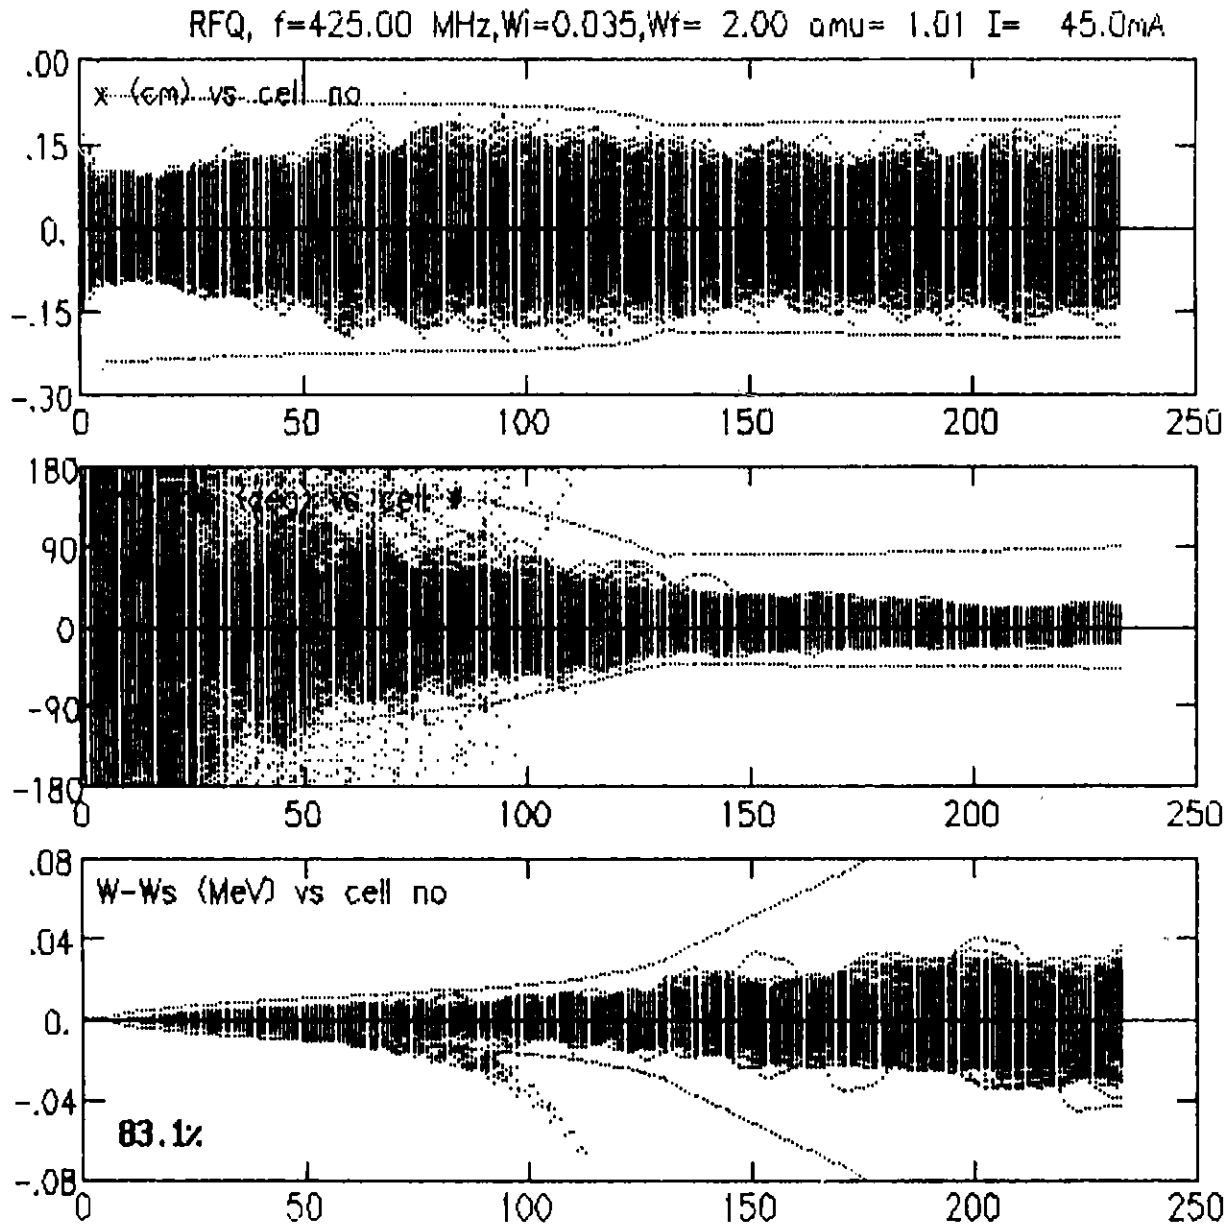 RFQ, f=425.00 MHz,Wi=0.035,Wf= 2.00 amu= 1.01 I= 45.0mA
.00
x (cm) vs cell no
.15
0.
-.15
-.30
0 50 100 150 200 250
180
(deg) vs cell #
90
0
-90
-180
0 50 100 150 200 250
.08
W-Ws (MeV) vs cell no
.04
0.
-.04
83.1%
-.08
0 50 100 150 200 250